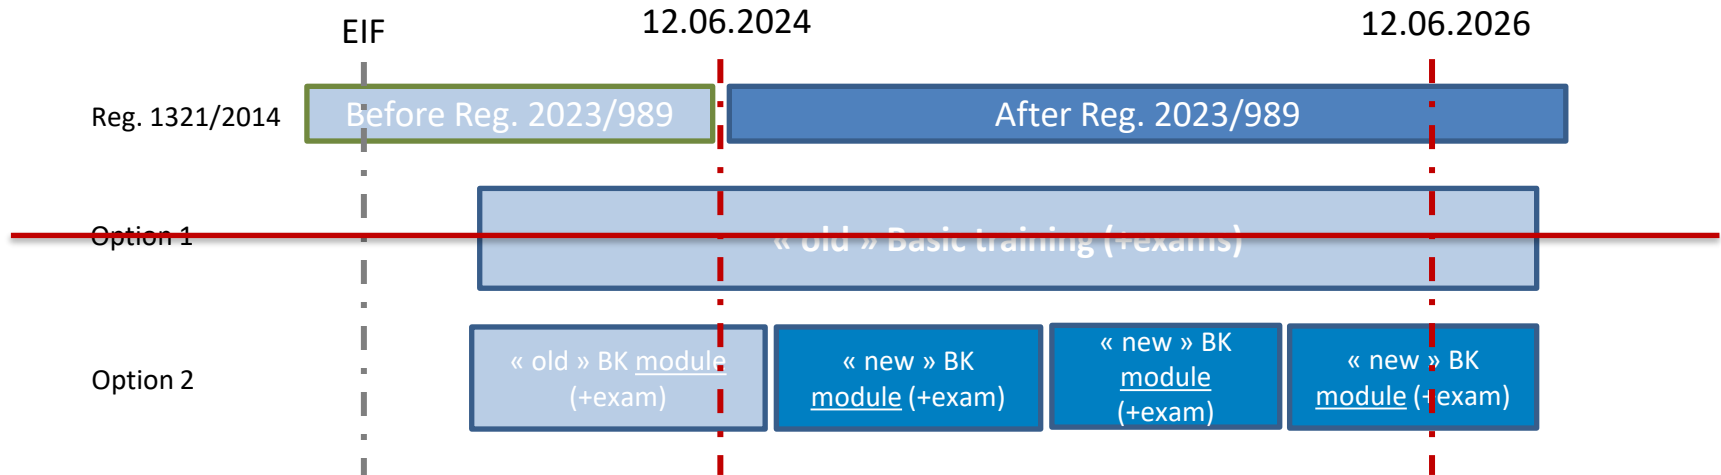 EIF
12.06.2024
12.06.2026
Reg. 1321/2014
Before Reg. 2023/989
After Reg. 2023/989
Option 1
« old » Basic training (+exams)
Option 2
« old » BK module
(+exam)
« new » BK
module (+exam)
« new » BK
module
(+exam)
« new » BK
module (+exam)